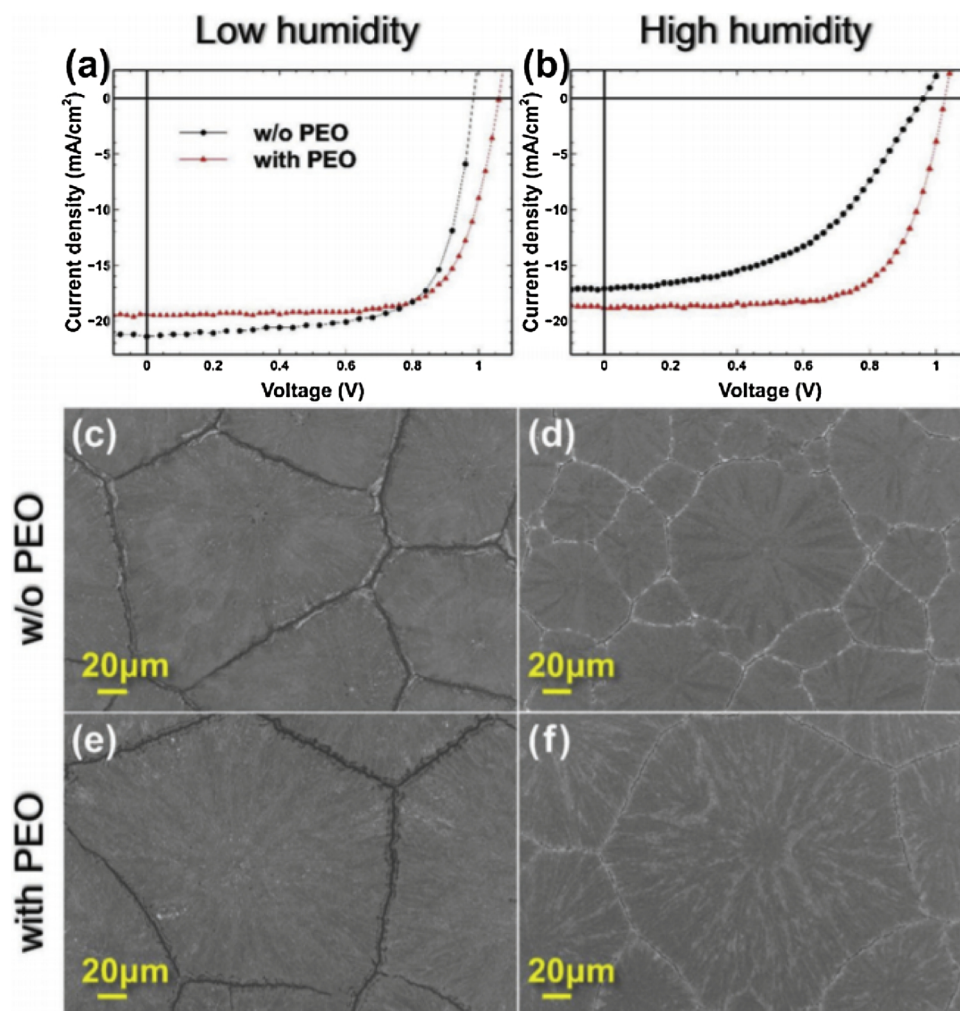 Low humidity
High humidity
(a)
(b)
Current density (mA/cm²)
0
−5
−10
−15
−20
w/o PEO
with PEO
0
0.2
0.4
0.6
0.8
1
Voltage (V)
Current density (mA/cm²)
0
−5
−10
−15
−20
0
0.2
0.4
0.6
0.8
1
Voltage (V)
w/o PEO
(c)
20µm
(d)
20µm
with PEO
(e)
20µm
(f)
20µm